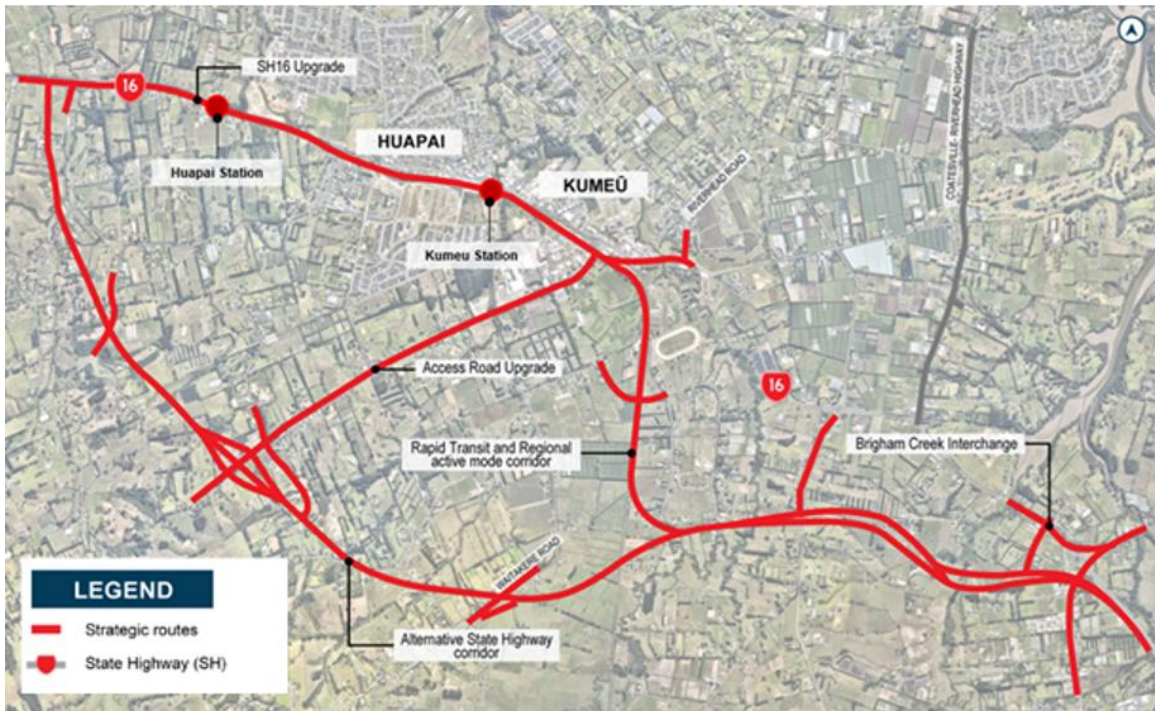 16
SH16 Upgrade
Huapai Station
HUAPAI
KUMEŪ
Kumeu Station
RIVERHEAD ROAD
COATESVILLE- RIVERHEAD HIGHWAY
Access Road Upgrade
16
Rapid Transit and Regional
active mode corridor
Brigham Creek Interchange
WAITAKERE ROAD
Alternative State Highway
corridor
LEGEND
Strategic routes
State Highway (SH)